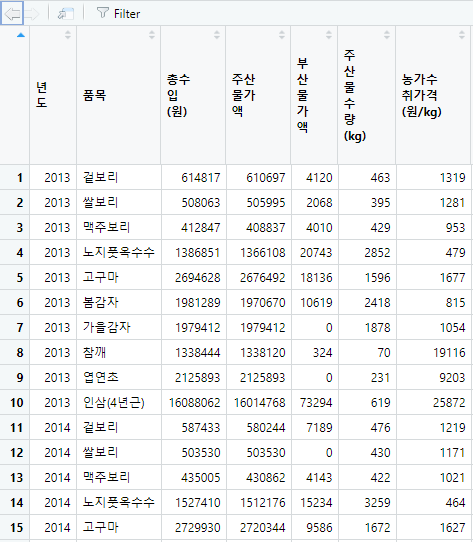 Filter
년도 품목 총수입(원) 주산물가액 부산물가액 주산물수량(kg) 농가수취가격(원/kg)
1 2013 겉보리 614817 610697 4120 463 1319
2 2013 쌀보리 508063 505995 2068 395 1281
3 2013 맥주보리 412847 408837 4010 429 953
4 2013 노지풋옥수수 1386851 1366108 20743 2852 479
5 2013 고구마 2694628 2676492 18136 1596 1677
6 2013 봄감자 1981289 1970670 10619 2418 815
7 2013 가을감자 1979412 1979412 0 1878 1054
8 2013 참깨 1338444 1338120 324 70 19116
9 2013 엽연초 2125893 2125893 0 231 9203
10 2013 인삼(4년근) 16088062 16014768 73294 619 25872
11 2014 겉보리 587433 580244 7189 476 1219
12 2014 쌀보리 503530 503530 0 430 1171
13 2014 맥주보리 435005 430862 4143 422 1021
14 2014 노지풋옥수수 1527410 1512176 15234 3259 464
15 2014 고구마 2729930 2720344 9586 1672 1627